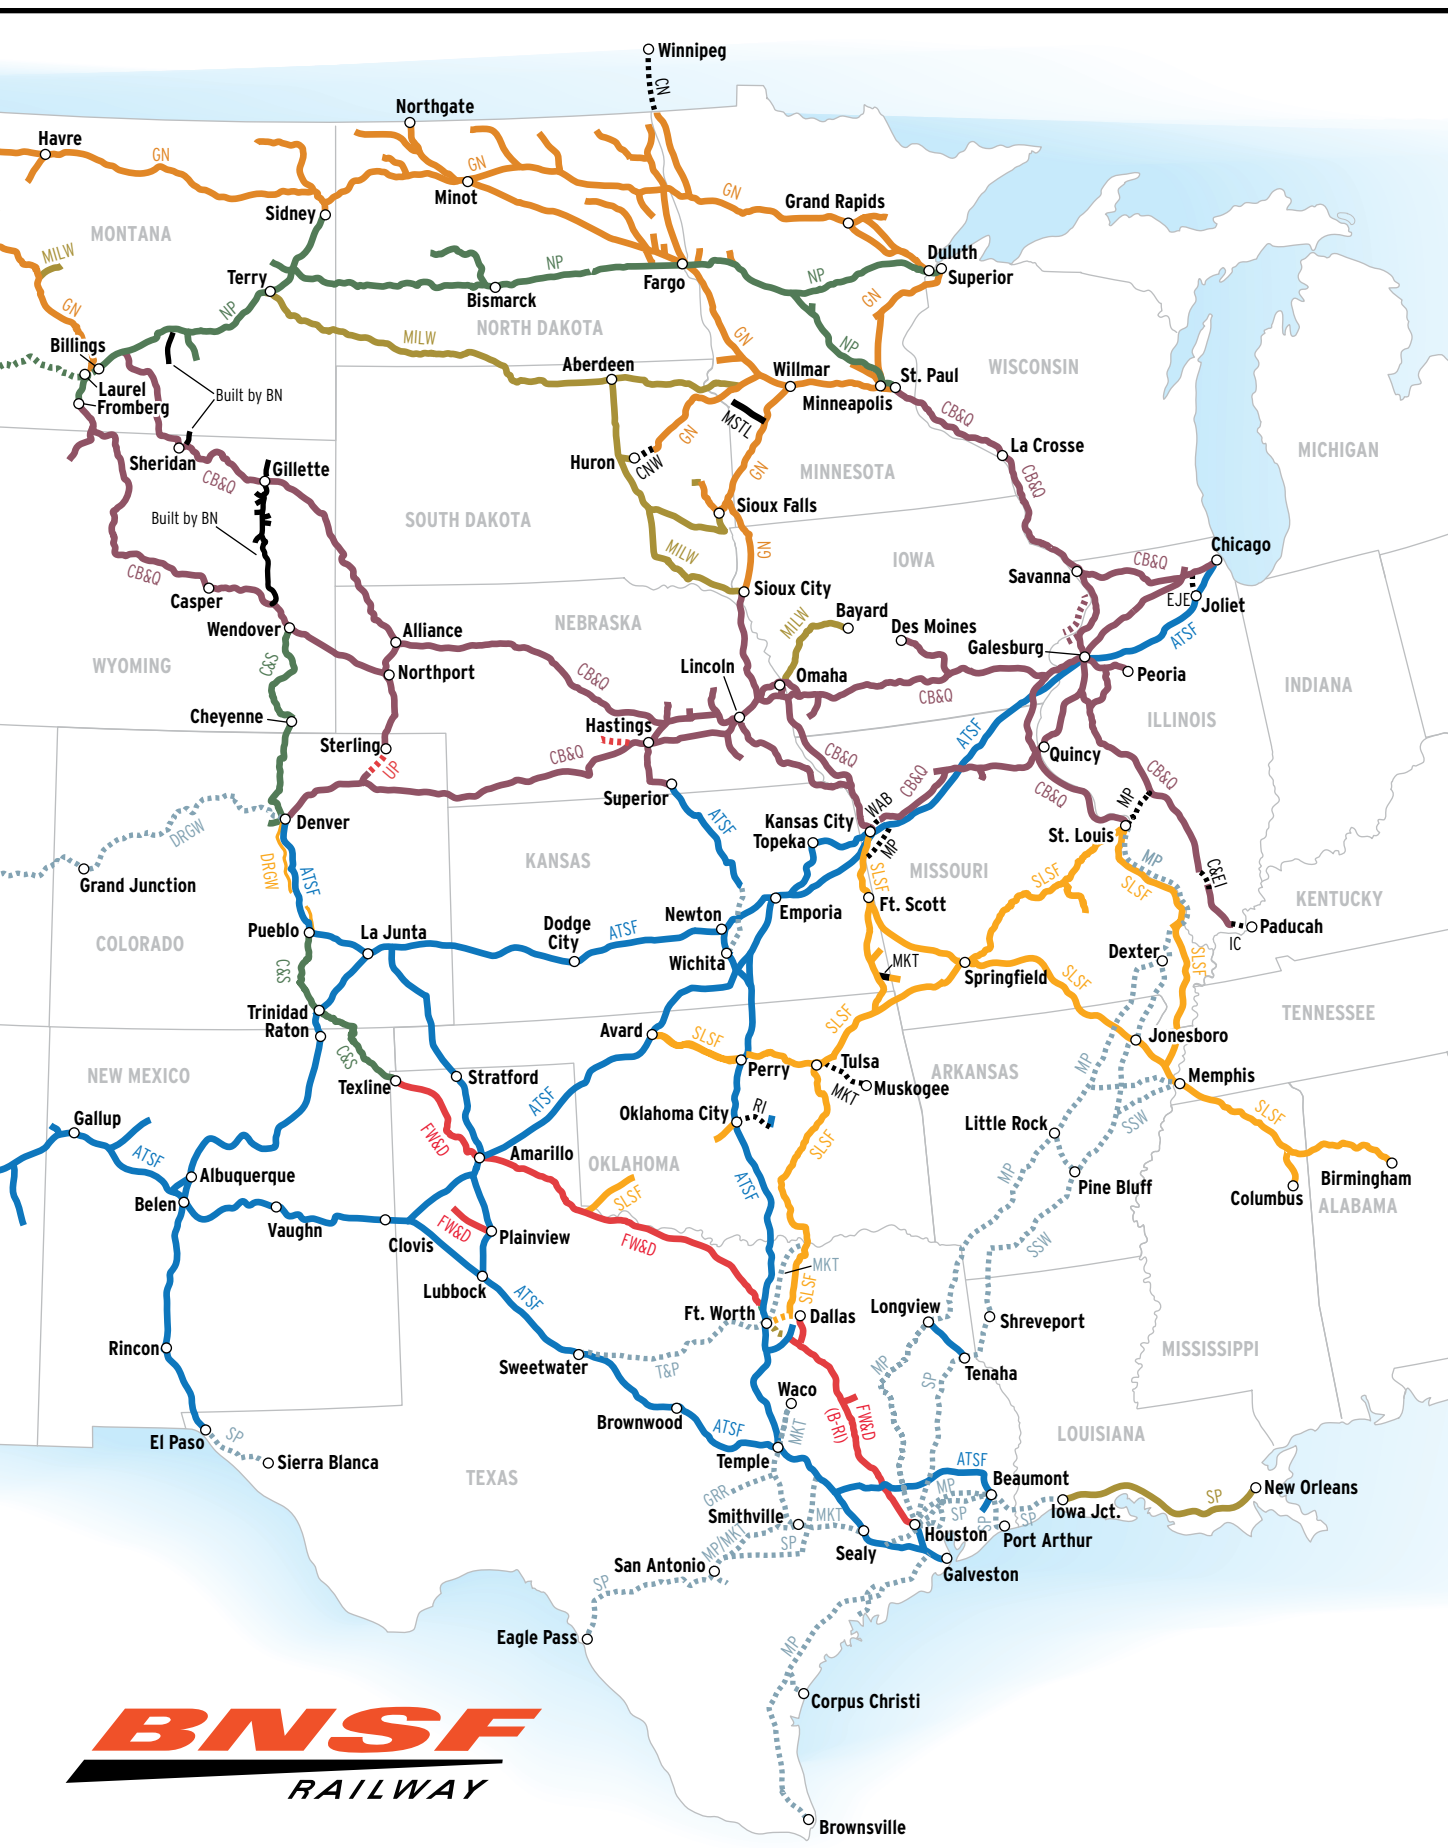 Winnipeg
CN
Northgate
Havre
GN
GN
Minot
GN
Grand Rapids
Sidney
MONTANA
MILW
Duluth
Superior
Terry
NP
Fargo
NP
GN
Bismarck
NP
GN
NORTH DAKOTA
MILW
GN
NP
Billings
Laurel
Fromberg
Built by BN
Aberdeen
Willmar
St. Paul
Minneapolis
WISCONSIN
MSTL
CB&Q
GN
La Crosse
MICHIGAN
Sheridan
CB&Q
Gillette
Huron
CNW
GN
MINNESOTA
CB&Q
Built by BN
SOUTH DAKOTA
Sioux Falls
MILW
GN
IOWA
Chicago
CB&Q
Savanna
CB&Q
Casper
Sioux City
EJE
Joliet
Wendover
Alliance
NEBRASKA
MILW
Bayard
Des Moines
Galesburg
ATSF
WYOMING
C&S
Northport
CB&Q
Lincoln
Omaha
CB&Q
Peoria
INDIANA
Cheyenne
Hastings
ILLINOIS
Sterling
UP
CB&Q
CB&Q
ATSF
Quincy
CB&Q
CB&Q
CB&Q
Superior
ATSF
WAB
MP
Denver
DRGW
Kansas City
Topeka
MP
St. Louis
MP
DRGW
ATSF
KANSAS
SLSF
MISSOURI
SLSF
SLSF
C&EI
Grand Junction
Emporia
Ft. Scott
KENTUCKY
Pueblo
La Junta
Dodge
City
ATSF
Newton
Paducah
IC
COLORADO
Wichita
MKT
Springfield
SLSF
Dexter
SLSF
C&S
Trinidad
Raton
Avard
SLSF
SLSF
TENNESSEE
Jonesboro
C&S
NEW MEXICO
Texline
Stratford
Perry
Tulsa
Muskogee
MKT
ARKANSAS
MP
Memphis
ATSF
Gallup
ATSF
FW&D
Oklahoma City
RI
SLSF
Little Rock
SSW
SLSF
Amarillo
OKLAHOMA
Albuquerque
ATSF
MP
Pine Bluff
Birmingham
Columbus
ALABAMA
Belen
Vaughn
Clovis
FW&D
Plainview
SLSF
FW&D
SSW
MKT
Lubbock
ATSF
SLSF
Ft. Worth
Dallas
Longview
Shreveport
Rincon
Sweetwater
T&P
MP
SP
Tenaha
MISSISSIPPI
Waco
Brownwood
ATSF
MKT
FW&D
(B-RI)
El Paso
SP
Sierra Blanca
Temple
LOUISIANA
TEXAS
GRR
ATSF
Beaumont
MP
SP
New Orleans
Smithville
MKT
SP
SP
SP
Iowa Jct.
MP/MKT
SP
Houston
Port Arthur
Sealy
San Antonio
Galveston
SP
Eagle Pass
MP
Corpus Christi
BNSF
RAILWAY
Brownsville